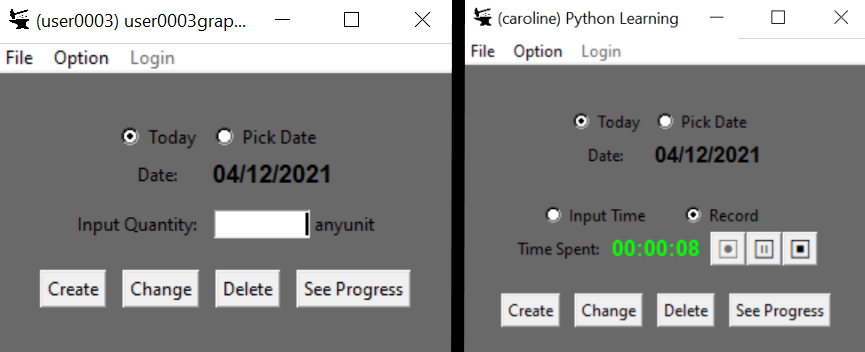 (user0003) user0003grap...
File Option Login
Today Pick Date
Date: 04/12/2021
Input Quantity: anyunit
Create Change Delete See Progress
(caroline) Python Learning
File Option Login
Today Pick Date
Date: 04/12/2021
Input Time Record
Time Spent: 00:00:08
Create Change Delete See Progress